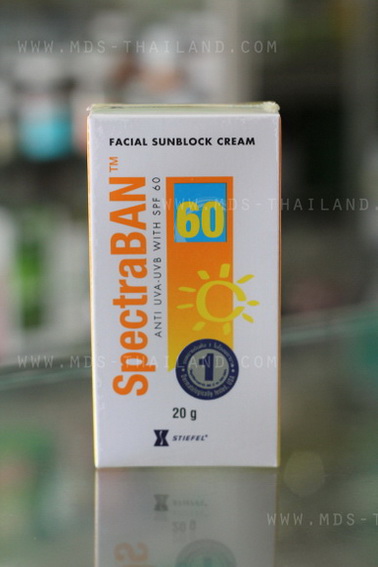 WWW.MDS-THAILAND.COM
FACIAL SUNBLOCK CREAM
SpectraBAN™
ANTI UVA-UVB WITH SPF 60
60
WWW.MDS-THAILAND.
1
20 g
STIEFEL®
WWW.MDS-THAILAND.COM
WWW.MDS-T